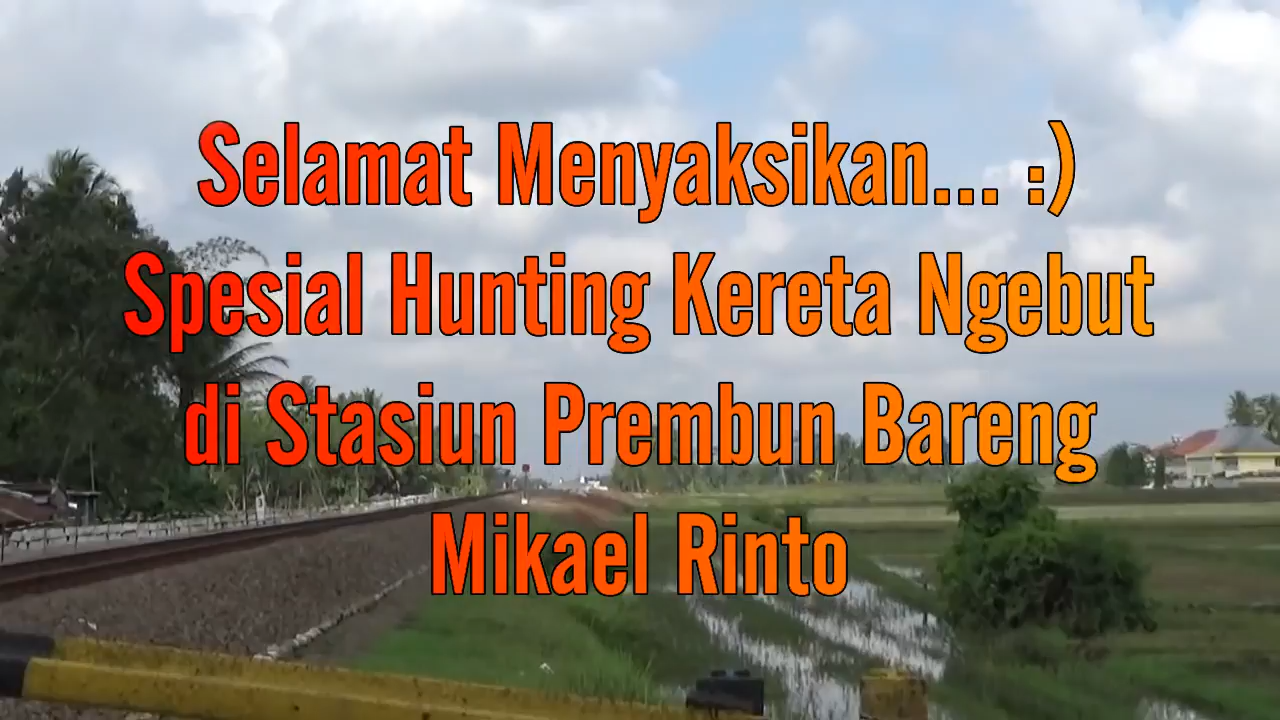 Selamat Menyaksikan... :)
Spesial Hunting Kereta Ngebut
di Stasiun Prembun Bareng
Mikael Rinto